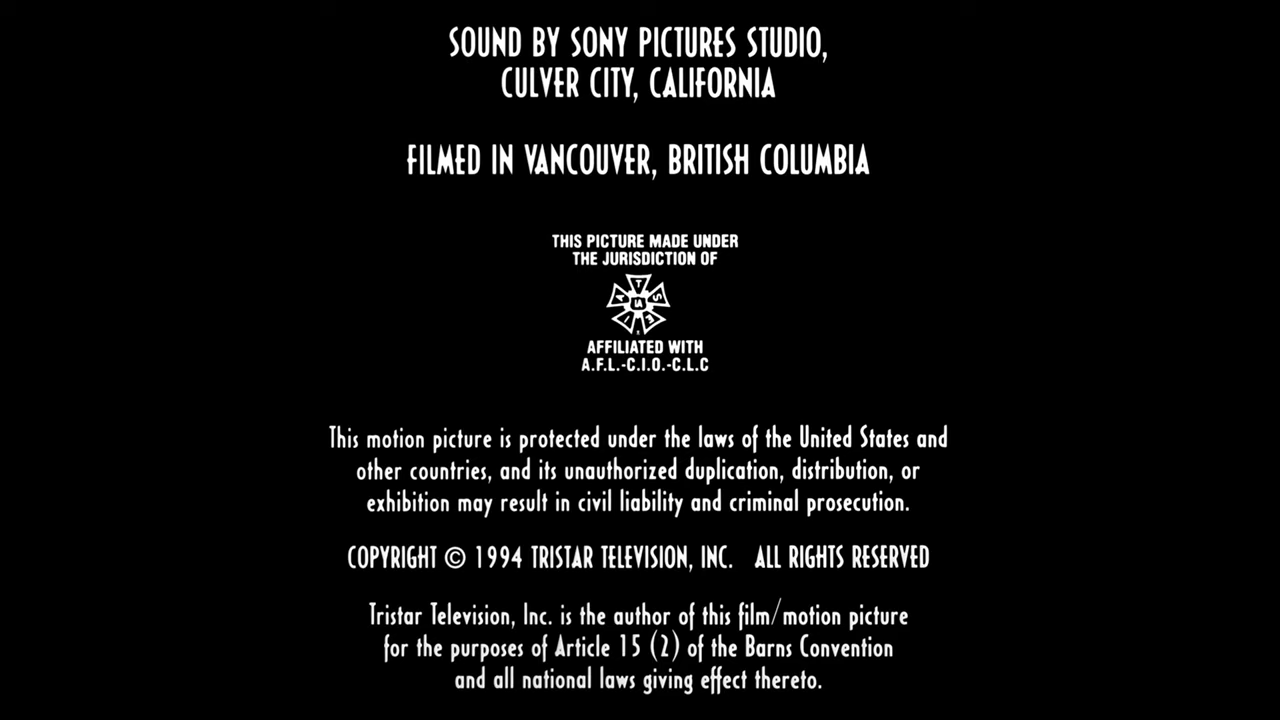 SOUND BY SONY PICTURES STUDIO,
CULVER CITY, CALIFORNIA
FILMED IN VANCOUVER, BRITISH COLUMBIA
THIS PICTURE MADE UNDER
THE JURISDICTION OF
I A T S E
IA
AFFILIATED WITH
A.F.L.-C.I.O.-C.L.C
This motion picture is protected under the laws of the United States and
other countries, and its unauthorized duplication, distribution, or
exhibition may result in civil liability and criminal prosecution.
COPYRIGHT © 1994 TRISTAR TELEVISION, INC. ALL RIGHTS RESERVED
Tristar Television, Inc. is the author of this film/motion picture
for the purposes of Article 15 (2) of the Barns Convention
and all national laws giving effect thereto.